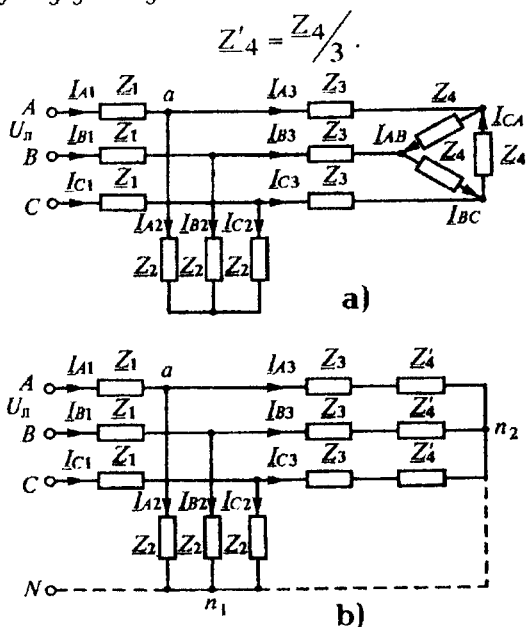 Z'4 = Z4/3.
IA1 Z1 a IA3 Z3 Z4
A
Uл IB1 Z1 IB3 Z3 IAB Z4 ICA Z4
B
IC1 Z1 IC3 Z3 IBC
C
IA2 IB2 IC2
Z2 Z2 Z2
a)
IA1 Z1 a IA3 Z3 Z'4
A
Uл IB1 Z1 IB3 Z3 Z'4 n2
B
IC1 Z1 IC3 Z3 Z'4
C
IA2 IB2 IC2
Z2 Z2 Z2
N n1 b)